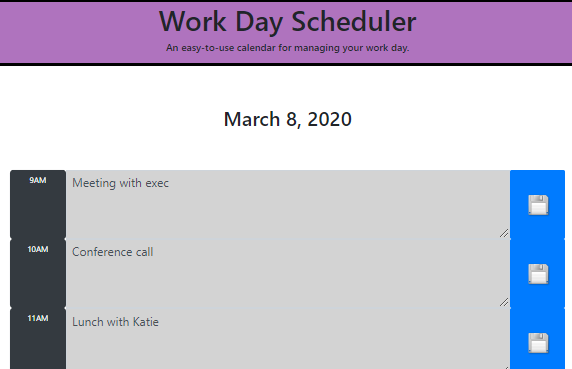 Work Day Scheduler
An easy-to-use calendar for managing your work day.
March 8, 2020
9AM Meeting with exec
10AM Conference call
11AM Lunch with Katie